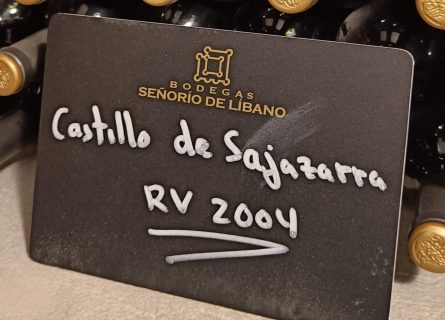 BODEGAS
SEÑORÍO DE LÍBANO
Castillo de Sajazarra
RV 2004